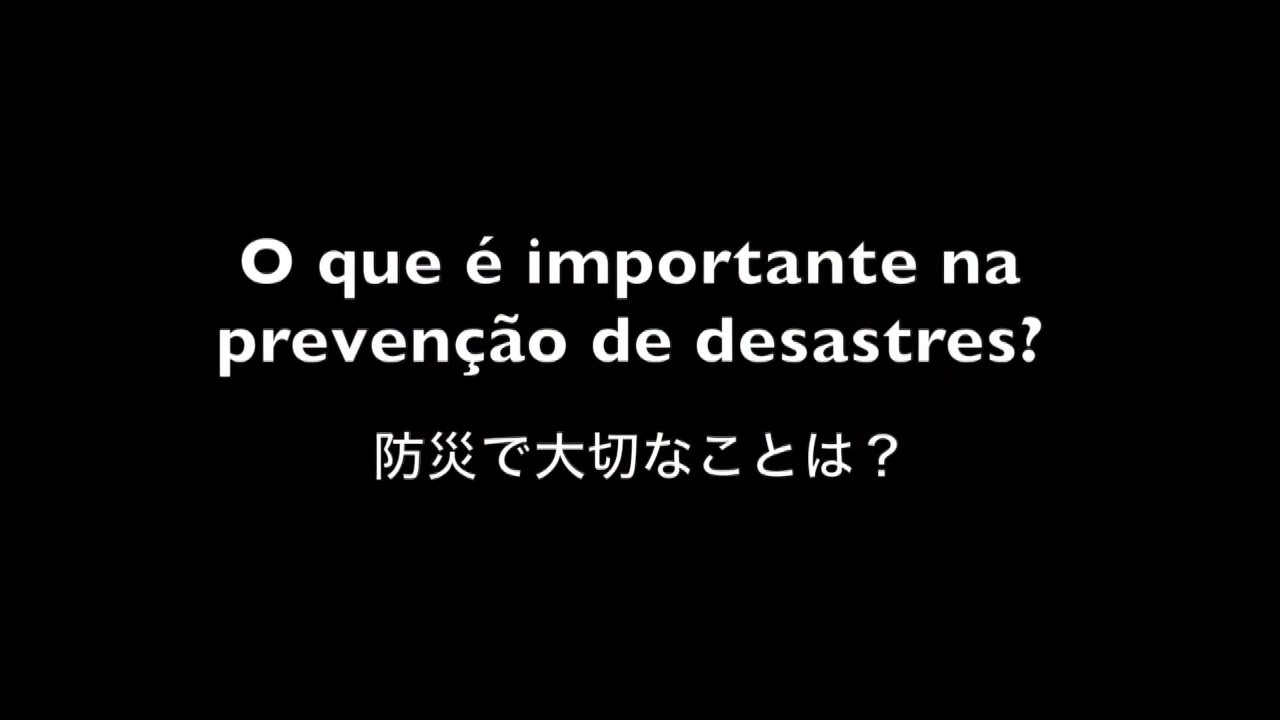 O que é importante na
prevenção de desastres?
防災で大切なことは？